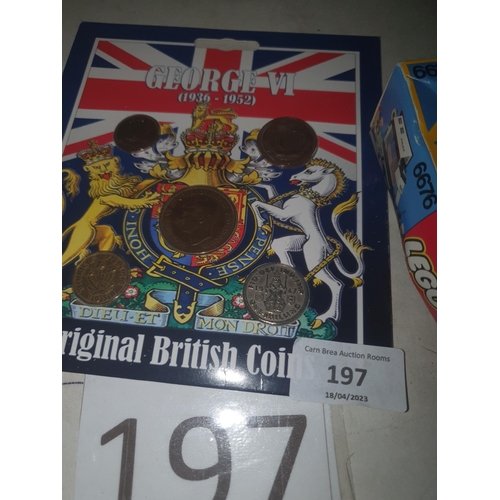 GEORGE VI
(1936 - 1952)
HONI
PENSE
DIEU·ET MON DROIT
riginal British Coins
Carn Brea Auction Rooms
197
18/04/2023
197
6676
LEGO